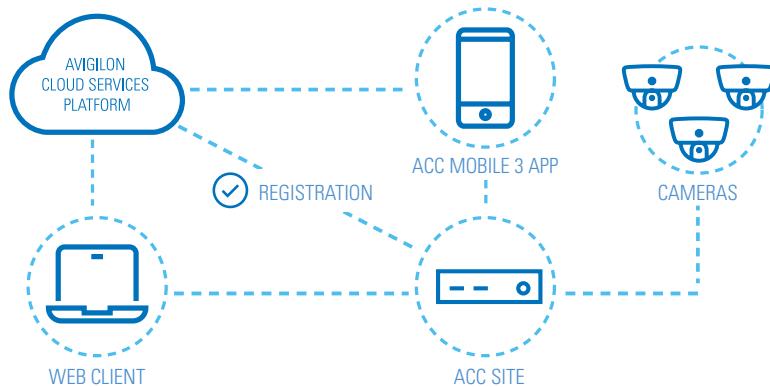 AVIGILON
CLOUD SERVICES
PLATFORM
ACC MOBILE 3 APP
CAMERAS
REGISTRATION
WEB CLIENT
ACC SITE